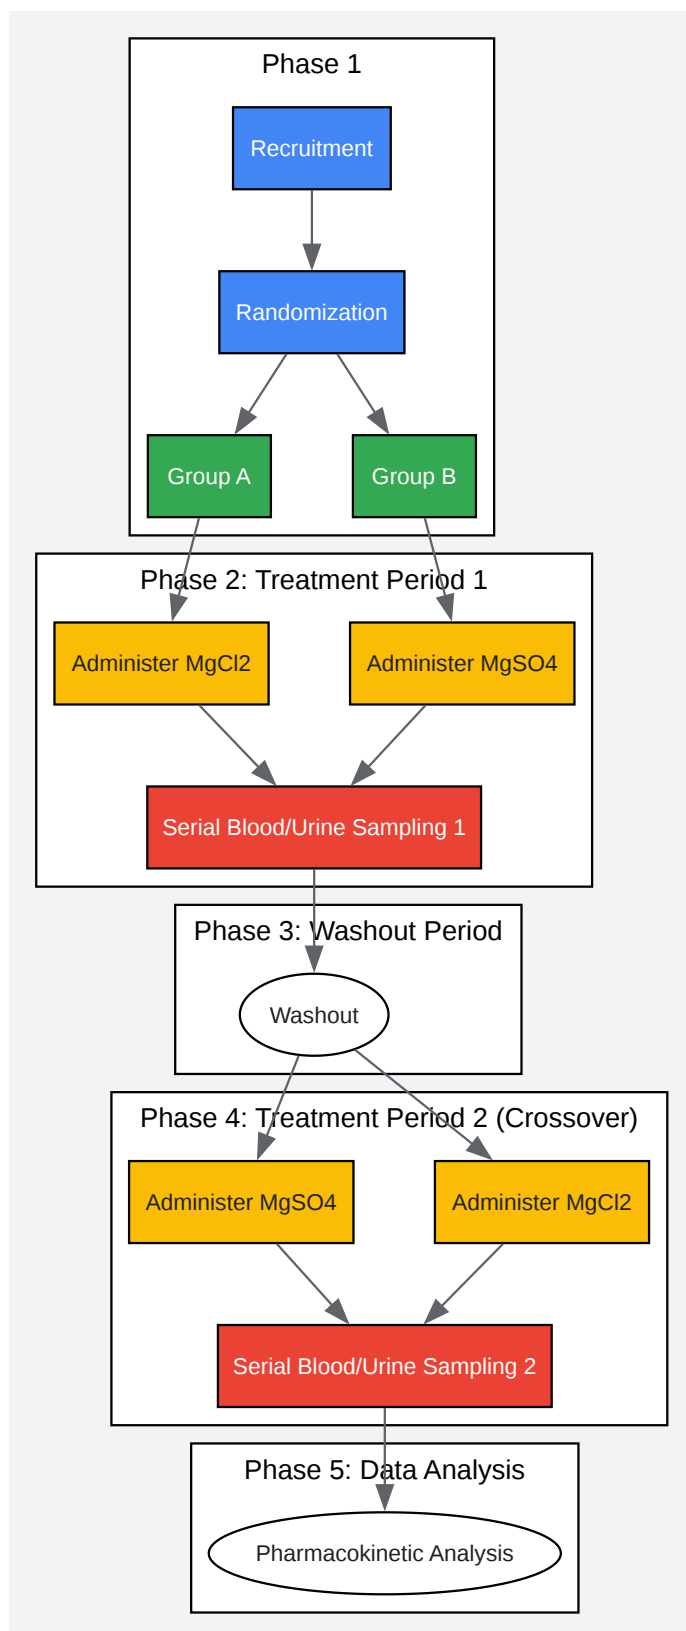 Phase 1
Recruitment
Randomization
Group A
Group B
Phase 2: Treatment Period 1
Administer MgCl2
Administer MgSO4
Serial Blood/Urine Sampling 1
Phase 3: Washout Period
Washout
Phase 4: Treatment Period 2 (Crossover)
Administer MgSO4
Administer MgCl2
Serial Blood/Urine Sampling 2
Phase 5: Data Analysis
Pharmacokinetic Analysis